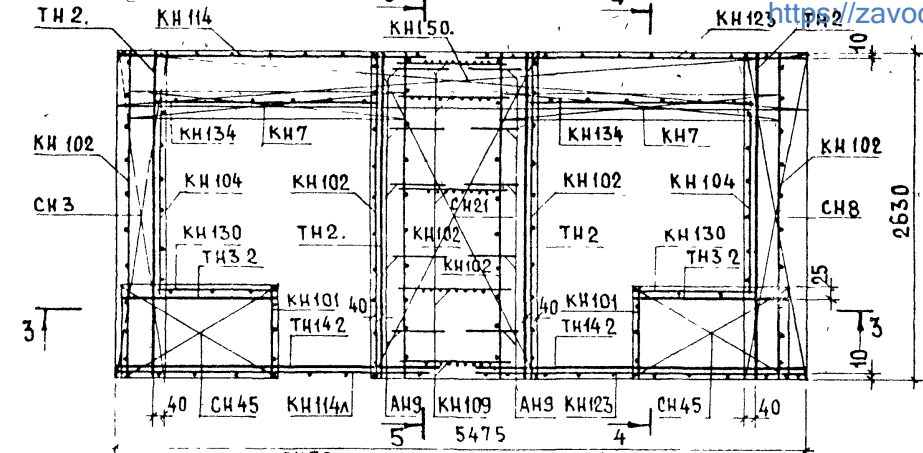 ТН2. КН114 КН150. КН123 https://zavod ТН2
10
КН134 КН7 КН134 КН7
КН102 КН102
КН104 КН102 КН102 КН104
СН3 СН21 СН8
2630
КН130 ТН2. КН102 ТН2 КН130
ТН32 КН102 ТН32
25
КН101 40 40 КН101
3 ТН142 ТН142 3
10
40 СН45 КН114л АН9 КН109 АН9 КН123 СН45 40
5 5475 4